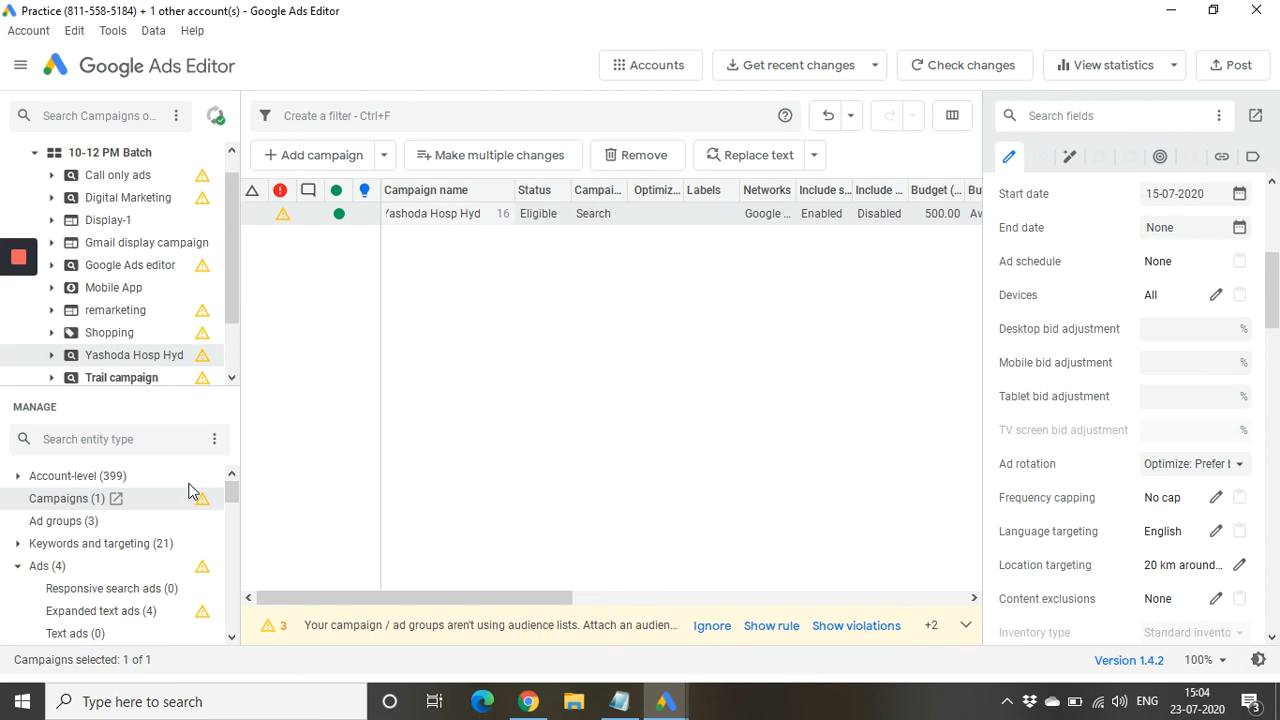 Practice (811-558-5184) + 1 other account(s) - Google Ads Editor
Account Edit Tools Data Help
Google Ads Editor
Accounts
Get recent changes
Check changes
View statistics
Post
Search Campaigns o...
Create a filter - Ctrl+F
Search fields
10-12 PM Batch
Call only ads
Digital Marketing
Display-1
Gmail display campaign
Google Ads editor
Mobile App
remarketing
Shopping
Yashoda Hosp Hyd
Trail campaign
Add campaign
Make multiple changes
Remove
Replace text
Campaign name Status Campai... Optimiz... Labels Networks Include s... Include ... Budget (... Bu
Yashoda Hosp Hyd 16 Eligible Search Google ... Enabled Disabled 500.00 Av
MANAGE
Search entity type
Account-level (399)
Campaigns (1)
Ad groups (3)
Keywords and targeting (21)
Ads (4)
Responsive search ads (0)
Expanded text ads (4)
Text ads (0)
3 Your campaign / ad groups aren't using audience lists. Attach an audien... Ignore Show rule Show violations +2
Start date 15-07-2020
End date None
Ad schedule None
Devices All
Desktop bid adjustment %
Mobile bid adjustment %
Tablet bid adjustment %
TV screen bid adjustment %
Ad rotation Optimize: Prefer b
Frequency capping No cap
Language targeting English
Location targeting 20 km around...
Content exclusions None
Inventory type Standard invento
Campaigns selected: 1 of 1
Version 1.4.2 100%
Type here to search
ENG
15:04
23-07-2020
3